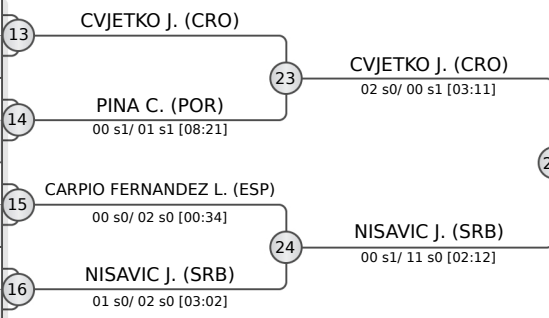 13
CVJETKO J. (CRO)
23
CVJETKO J. (CRO)
02 s0/ 00 s1 [03:11]
14
PINA C. (POR)
00 s1/ 01 s1 [08:21]
15
CARPIO FERNANDEZ L. (ESP)
00 s0/ 02 s0 [00:34]
24
NISAVIC J. (SRB)
00 s1/ 11 s0 [02:12]
16
NISAVIC J. (SRB)
01 s0/ 02 s0 [03:02]